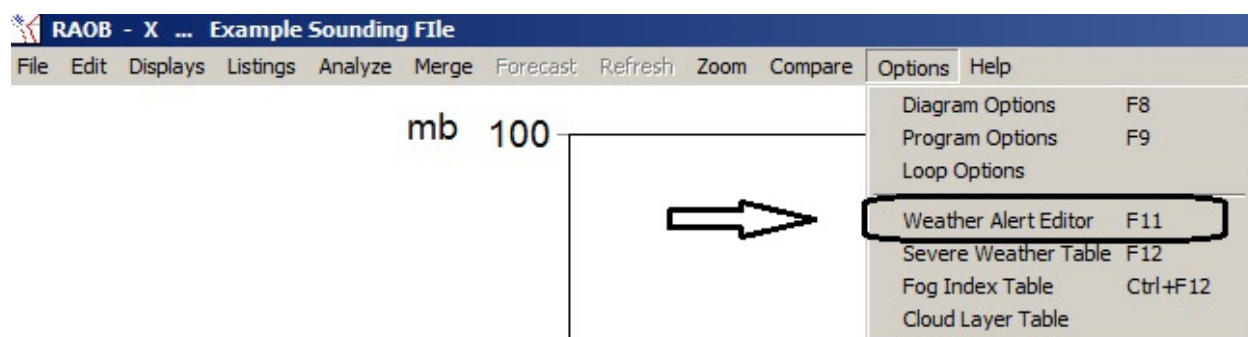 RAOB - X ... Example Sounding FIle
File Edit Displays Listings Analyze Merge Forecast Refresh Zoom Compare Options Help
Diagram Options F8
mb 100
Program Options F9
Loop Options
Weather Alert Editor F11
Severe Weather Table F12
Fog Index Table Ctrl+F12
Cloud Layer Table